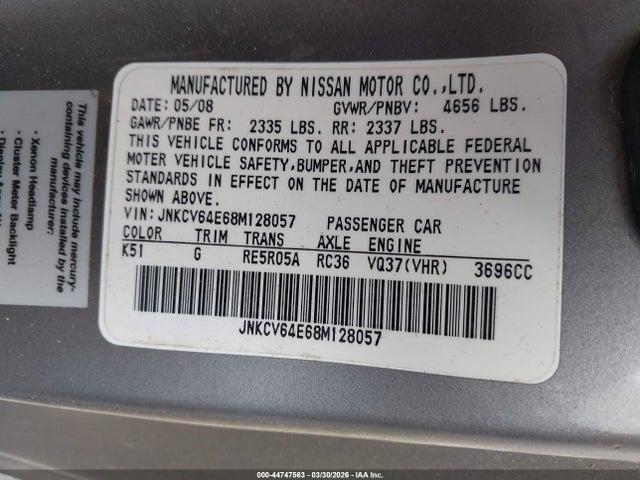 MANUFACTURED BY NISSAN MOTOR CO.,LTD.
DATE: 05/08 GVWR/PNBV: 4656 LBS.
GAWR/PNBE FR: 2335 LBS. RR: 2337 LBS.
THIS VEHICLE CONFORMS TO ALL APPLICABLE FEDERAL
MOTOR VEHICLE SAFETY,BUMPER,AND THEFT PREVENTION
STANDARDS IN EFFECT ON THE DATE OF MANUFACTURE
SHOWN ABOVE.
VIN: JNKCV64E68M128057 PASSENGER CAR
COLOR TRIM TRANS AXLE ENGINE
K51 G RE5R05A RC36 VQ37(VHR) 3696CC
JNKCV64E68M128057
This vehicle may include mercury-
containing devices installed by the
manufacturer:
• Xenon Headlamp
• Cluster Meter Backlight
000-44747563 | 03/30/2026 | IAA Inc.